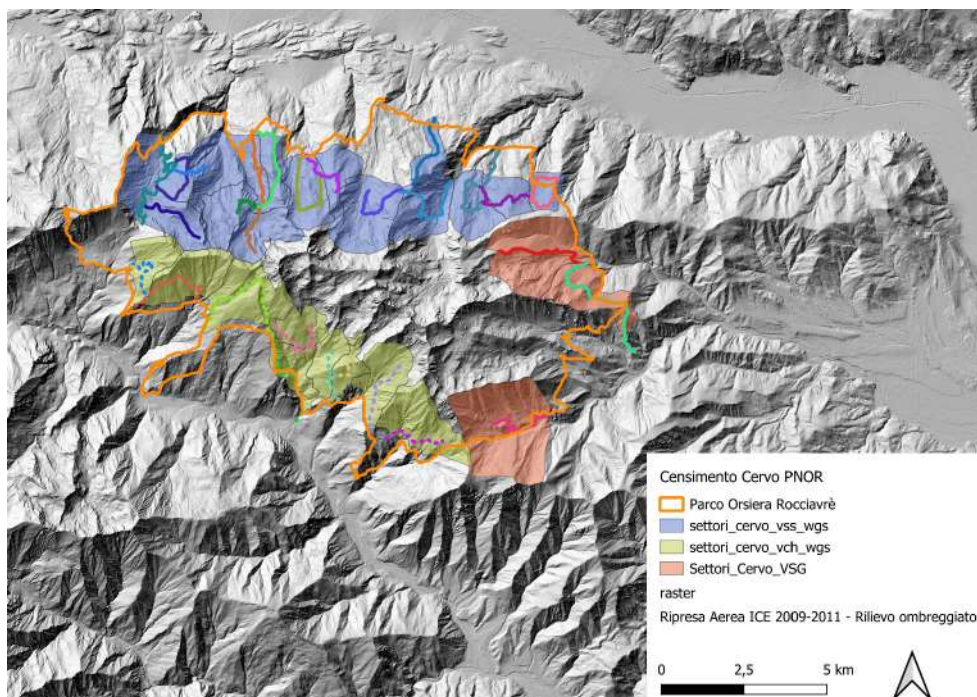 Censimento Cervo PNOR
Parco Orsiera Rocciavrè
settori_cervo_vss_wgs
settori_cervo_vch_wgs
Settori_Cervo_VSG
raster
Ripresa Aerea ICE 2009-2011 - Rilievo ombreggiato
0 2,5 5 km